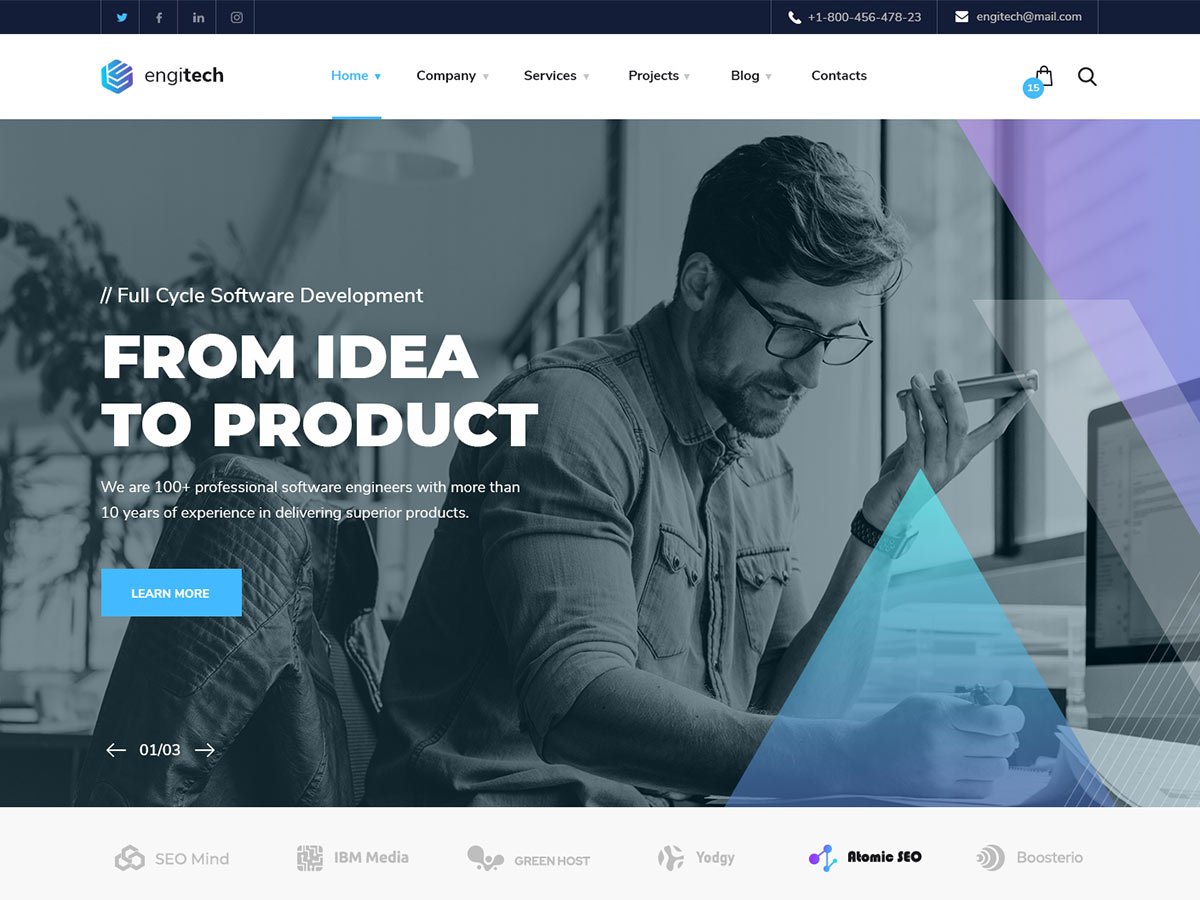 +1-800-456-478-23
engitech@mail.com
engitech
Home
Company
Services
Projects
Blog
Contacts
15
// Full Cycle Software Development
FROM IDEA
TO PRODUCT
We are 100+ professional software engineers with more than
10 years of experience in delivering superior products.
LEARN MORE
01/03
SEO Mind
IBM Media
GREEN HOST
Yodgy
Atomic SEO
Boosterio